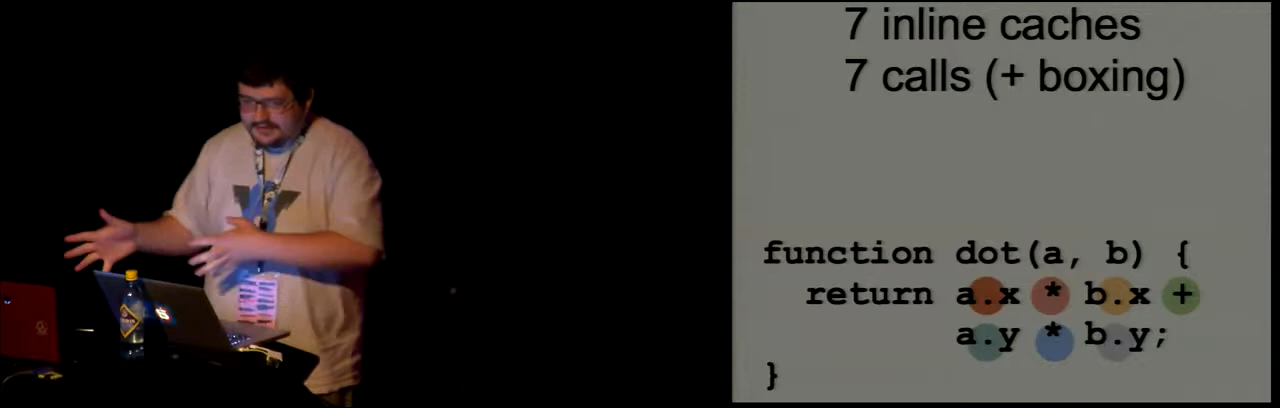 7 inline caches
7 calls (+ boxing)
function dot(a, b) {
return a.x * b.x +
a.y * b.y;
}